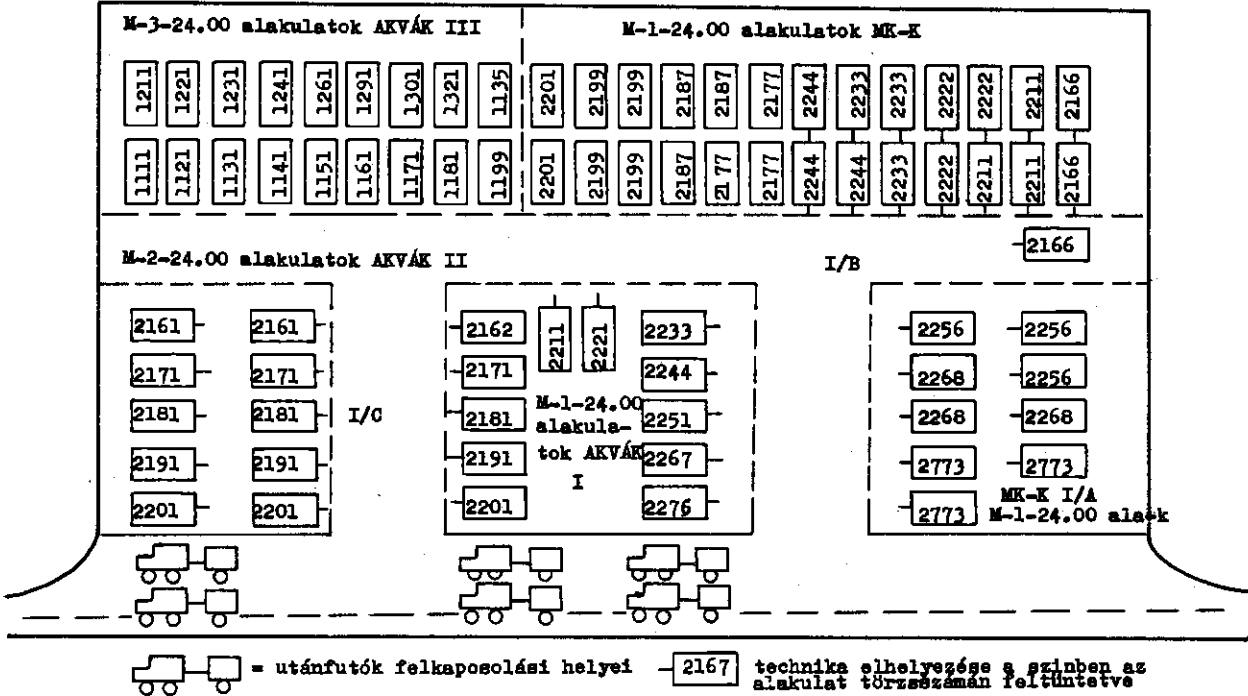 M-3-24.00 alakulatok AKVÁK III
M-1-24.00 alakulatok MK-K
1211 1221 1231 1241 1261 1291 1301 1321 1135 2201 2199 2199 2187 2187 2177 2244 2233 2233 2222 2222 2211 2166
1111 1121 1131 1141 1151 1161 1171 1181 1199 2201 2199 2199 2187 2177 2177 2244 2244 2233 2222 2211 2211 2166
2166
M-2-24.00 alakulatok AKVÁK II
I/B
2161 2161
2171 2171
2181 2181
2191 2191
2201 2201
I/C
2162
2171
2181
2191
2201
2211 2221
M-1-24.00
alakula-
tok AKVÁK
I
2233
2244
2251
2267
2276
2256 2256
2268 2256
2268 2268
2773 2773
2773
MK-K I/A
M-1-24.00 alak
= utánfutók felkapcsolási helyei
2167
technika elhelyezése a szinben az
alakulat törzsszámán feltüntetve